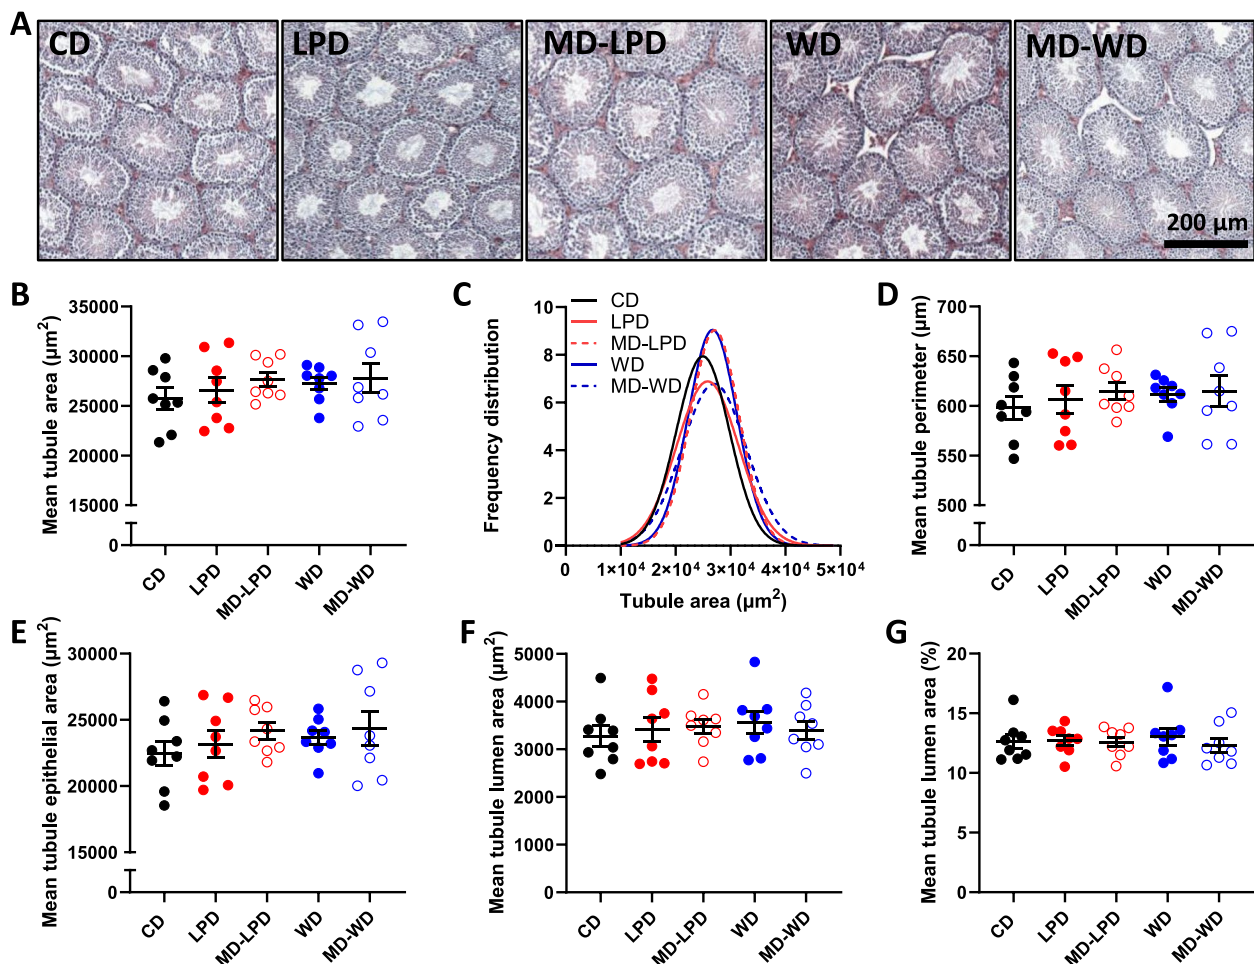 A
CD
LPD
MD-LPD
WD
MD-WD
200 µm
B
Mean tubule area (µm²)
35000
30000
25000
20000
15000
0
CD
LPD
MD-LPD
WD
MD-WD
C
Frequency distribution
10
8
6
4
2
0
CD
LPD
MD-LPD
WD
MD-WD
0
1×10⁴
2×10⁴
3×10⁴
4×10⁴
5×10⁴
Tubule area (µm²)
D
Mean tubule perimeter (µm)
700
650
600
550
500
0
CD
LPD
MD-LPD
WD
MD-WD
E
Mean tubule epithelial area (µm²)
30000
25000
20000
15000
0
CD
LPD
MD-LPD
WD
MD-WD
F
Mean tubule lumen area (µm²)
5000
4000
3000
2000
1000
0
CD
LPD
MD-LPD
WD
MD-WD
G
Mean tubule lumen area (%)
20
15
10
5
0
CD
LPD
MD-LPD
WD
MD-WD